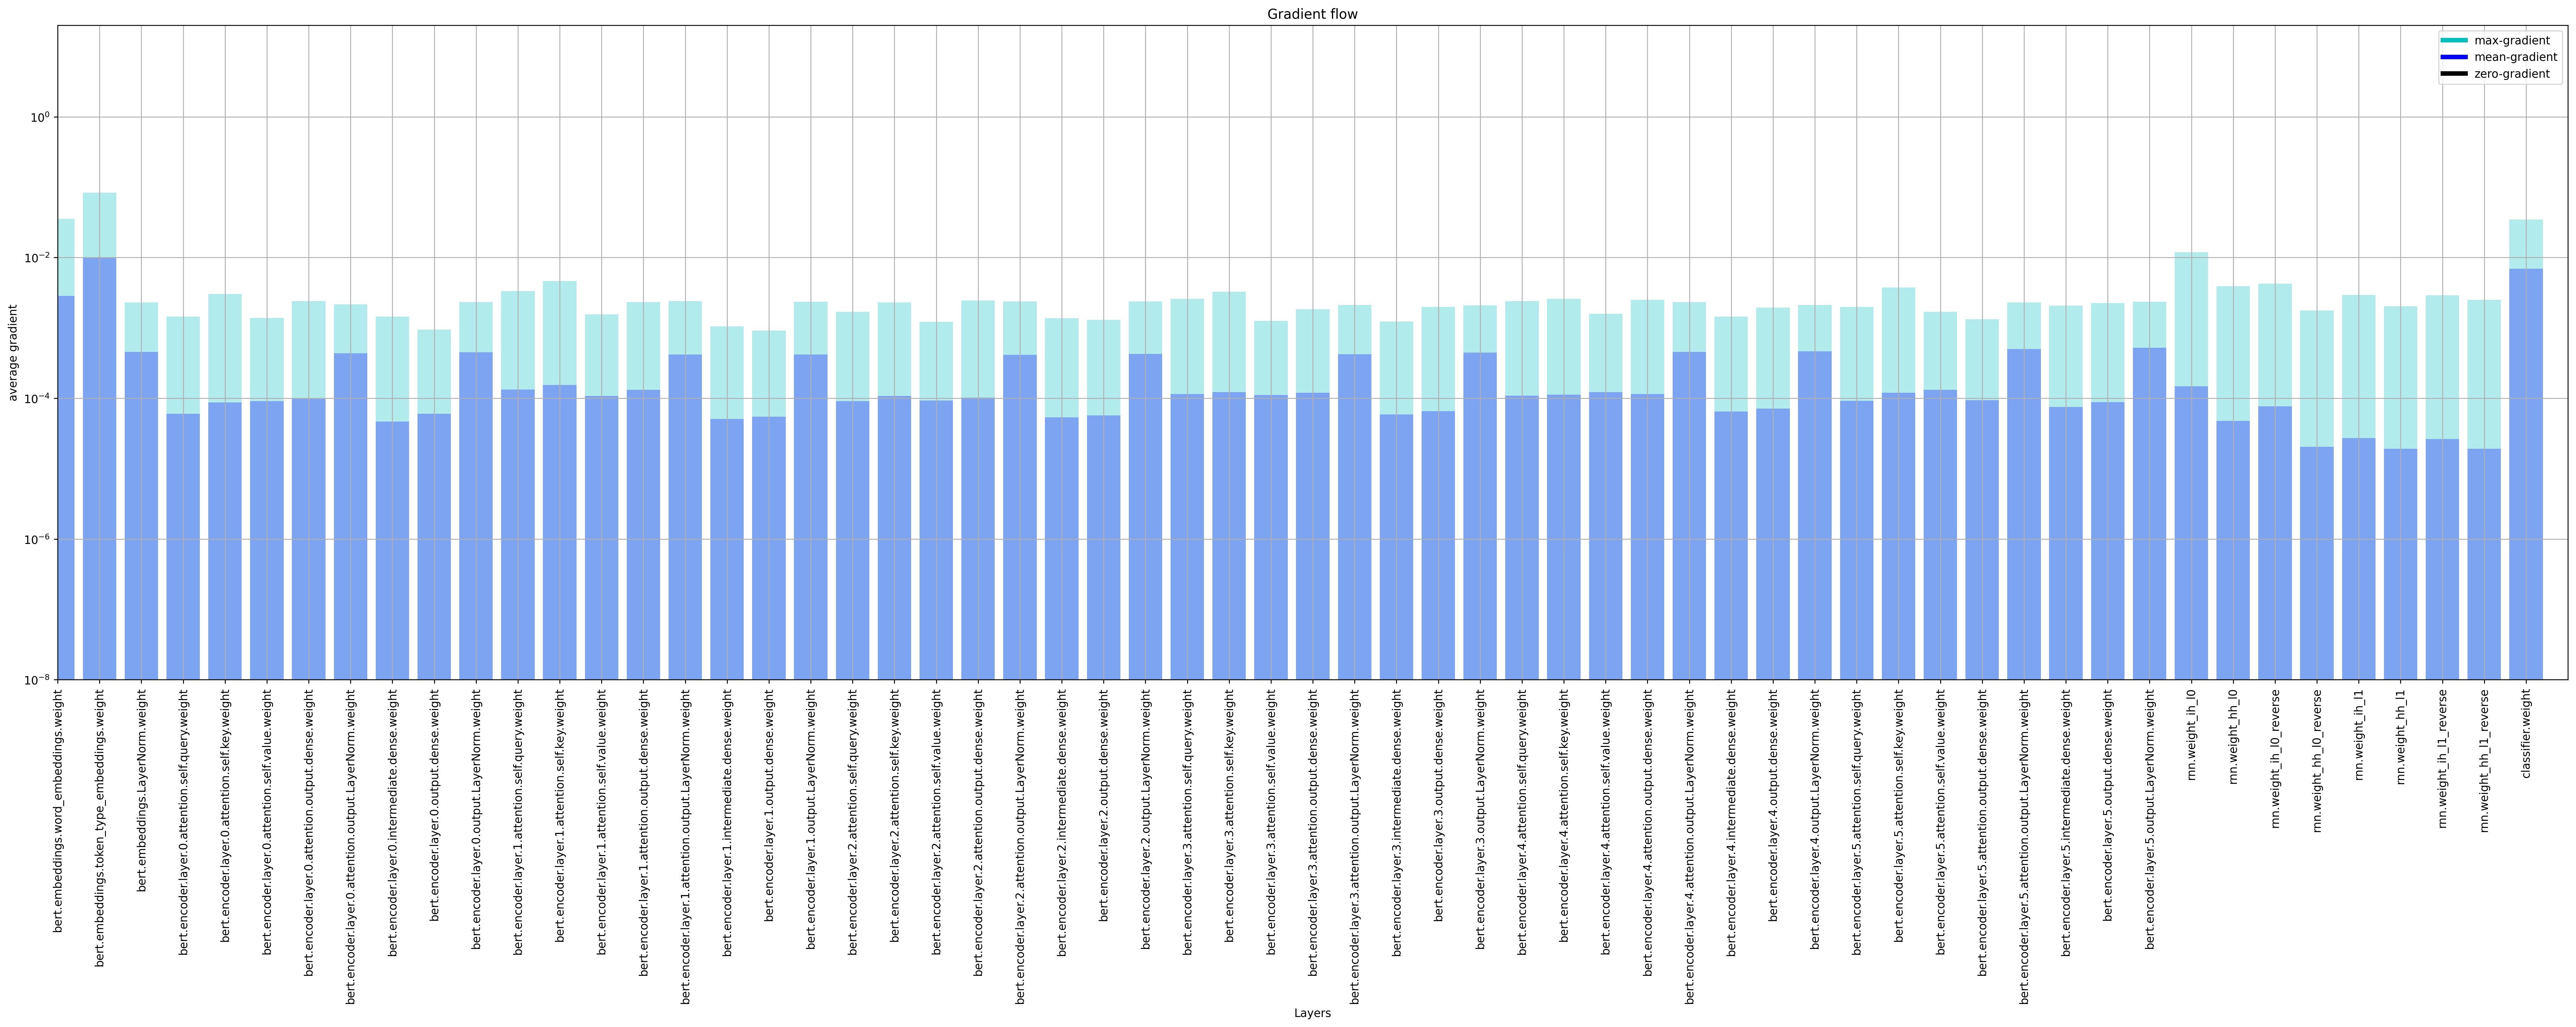 Gradient flow
max-gradient
mean-gradient
zero-gradient
average gradient
10⁰
10⁻²
10⁻⁴
10⁻⁶
10⁻⁸
bert.embeddings.word_embeddings.weight
bert.embeddings.token_type_embeddings.weight
bert.embeddings.LayerNorm.weight
bert.encoder.layer.0.attention.self.query.weight
bert.encoder.layer.0.attention.self.key.weight
bert.encoder.layer.0.attention.self.value.weight
bert.encoder.layer.0.attention.output.dense.weight
bert.encoder.layer.0.attention.output.LayerNorm.weight
bert.encoder.layer.0.intermediate.dense.weight
bert.encoder.layer.0.output.dense.weight
bert.encoder.layer.0.output.LayerNorm.weight
bert.encoder.layer.1.attention.self.query.weight
bert.encoder.layer.1.attention.self.key.weight
bert.encoder.layer.1.attention.self.value.weight
bert.encoder.layer.1.attention.output.dense.weight
bert.encoder.layer.1.attention.output.LayerNorm.weight
bert.encoder.layer.1.intermediate.dense.weight
bert.encoder.layer.1.output.dense.weight
bert.encoder.layer.1.output.LayerNorm.weight
bert.encoder.layer.2.attention.self.query.weight
bert.encoder.layer.2.attention.self.key.weight
bert.encoder.layer.2.attention.self.value.weight
bert.encoder.layer.2.attention.output.dense.weight
bert.encoder.layer.2.attention.output.LayerNorm.weight
bert.encoder.layer.2.intermediate.dense.weight
bert.encoder.layer.2.output.dense.weight
bert.encoder.layer.2.output.LayerNorm.weight
bert.encoder.layer.3.attention.self.query.weight
bert.encoder.layer.3.attention.self.key.weight
bert.encoder.layer.3.attention.self.value.weight
bert.encoder.layer.3.attention.output.dense.weight
bert.encoder.layer.3.attention.output.LayerNorm.weight
bert.encoder.layer.3.intermediate.dense.weight
bert.encoder.layer.3.output.dense.weight
bert.encoder.layer.3.output.LayerNorm.weight
bert.encoder.layer.4.attention.self.query.weight
bert.encoder.layer.4.attention.self.key.weight
bert.encoder.layer.4.attention.self.value.weight
bert.encoder.layer.4.attention.output.dense.weight
bert.encoder.layer.4.attention.output.LayerNorm.weight
bert.encoder.layer.4.intermediate.dense.weight
bert.encoder.layer.4.output.dense.weight
bert.encoder.layer.4.output.LayerNorm.weight
bert.encoder.layer.5.attention.self.query.weight
bert.encoder.layer.5.attention.self.key.weight
bert.encoder.layer.5.attention.self.value.weight
bert.encoder.layer.5.attention.output.dense.weight
bert.encoder.layer.5.attention.output.LayerNorm.weight
bert.encoder.layer.5.intermediate.dense.weight
bert.encoder.layer.5.output.dense.weight
bert.encoder.layer.5.output.LayerNorm.weight
rnn.weight_ih_l0
rnn.weight_hh_l0
rnn.weight_ih_l0_reverse
rnn.weight_hh_l0_reverse
rnn.weight_ih_l1
rnn.weight_hh_l1
rnn.weight_ih_l1_reverse
rnn.weight_hh_l1_reverse
classifier.weight
Layers